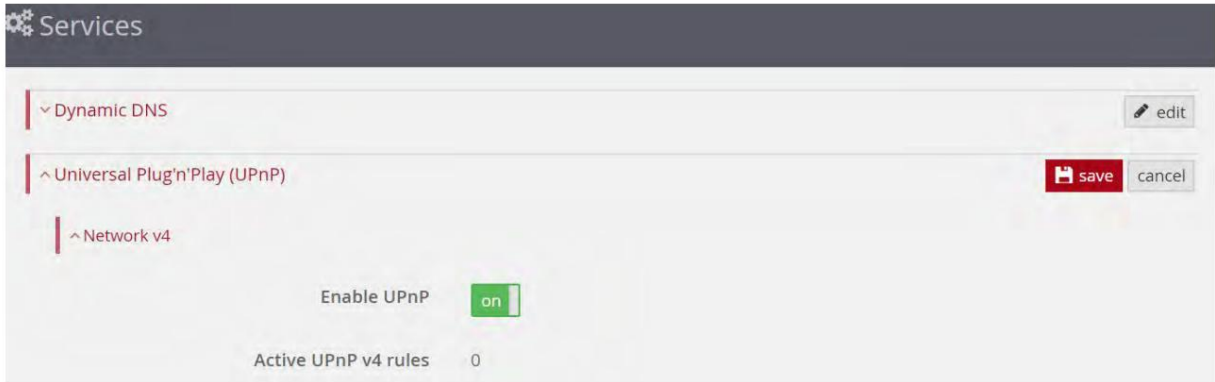 Services
Dynamic DNS
edit
Universal Plug'n'Play (UPnP)
save cancel
Network v4
Enable UPnP on
Active UPnP v4 rules 0